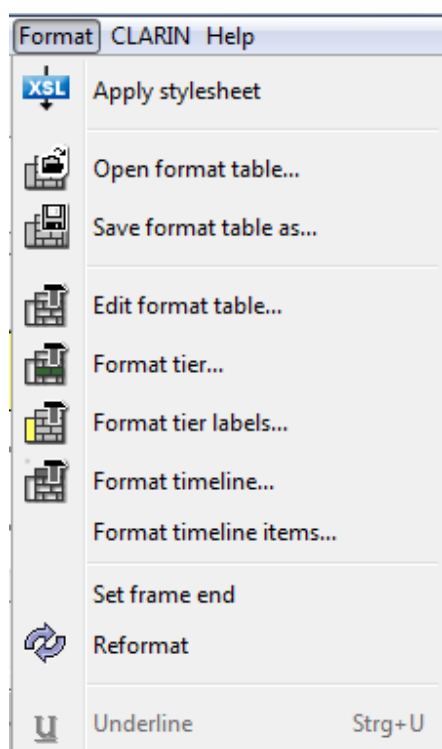 Format CLARIN Help
XSL Apply stylesheet
Open format table...
Save format table as...
Edit format table...
Format tier...
Format tier labels...
Format timeline...
Format timeline items...
Set frame end
Reformat
u Underline Strg+U